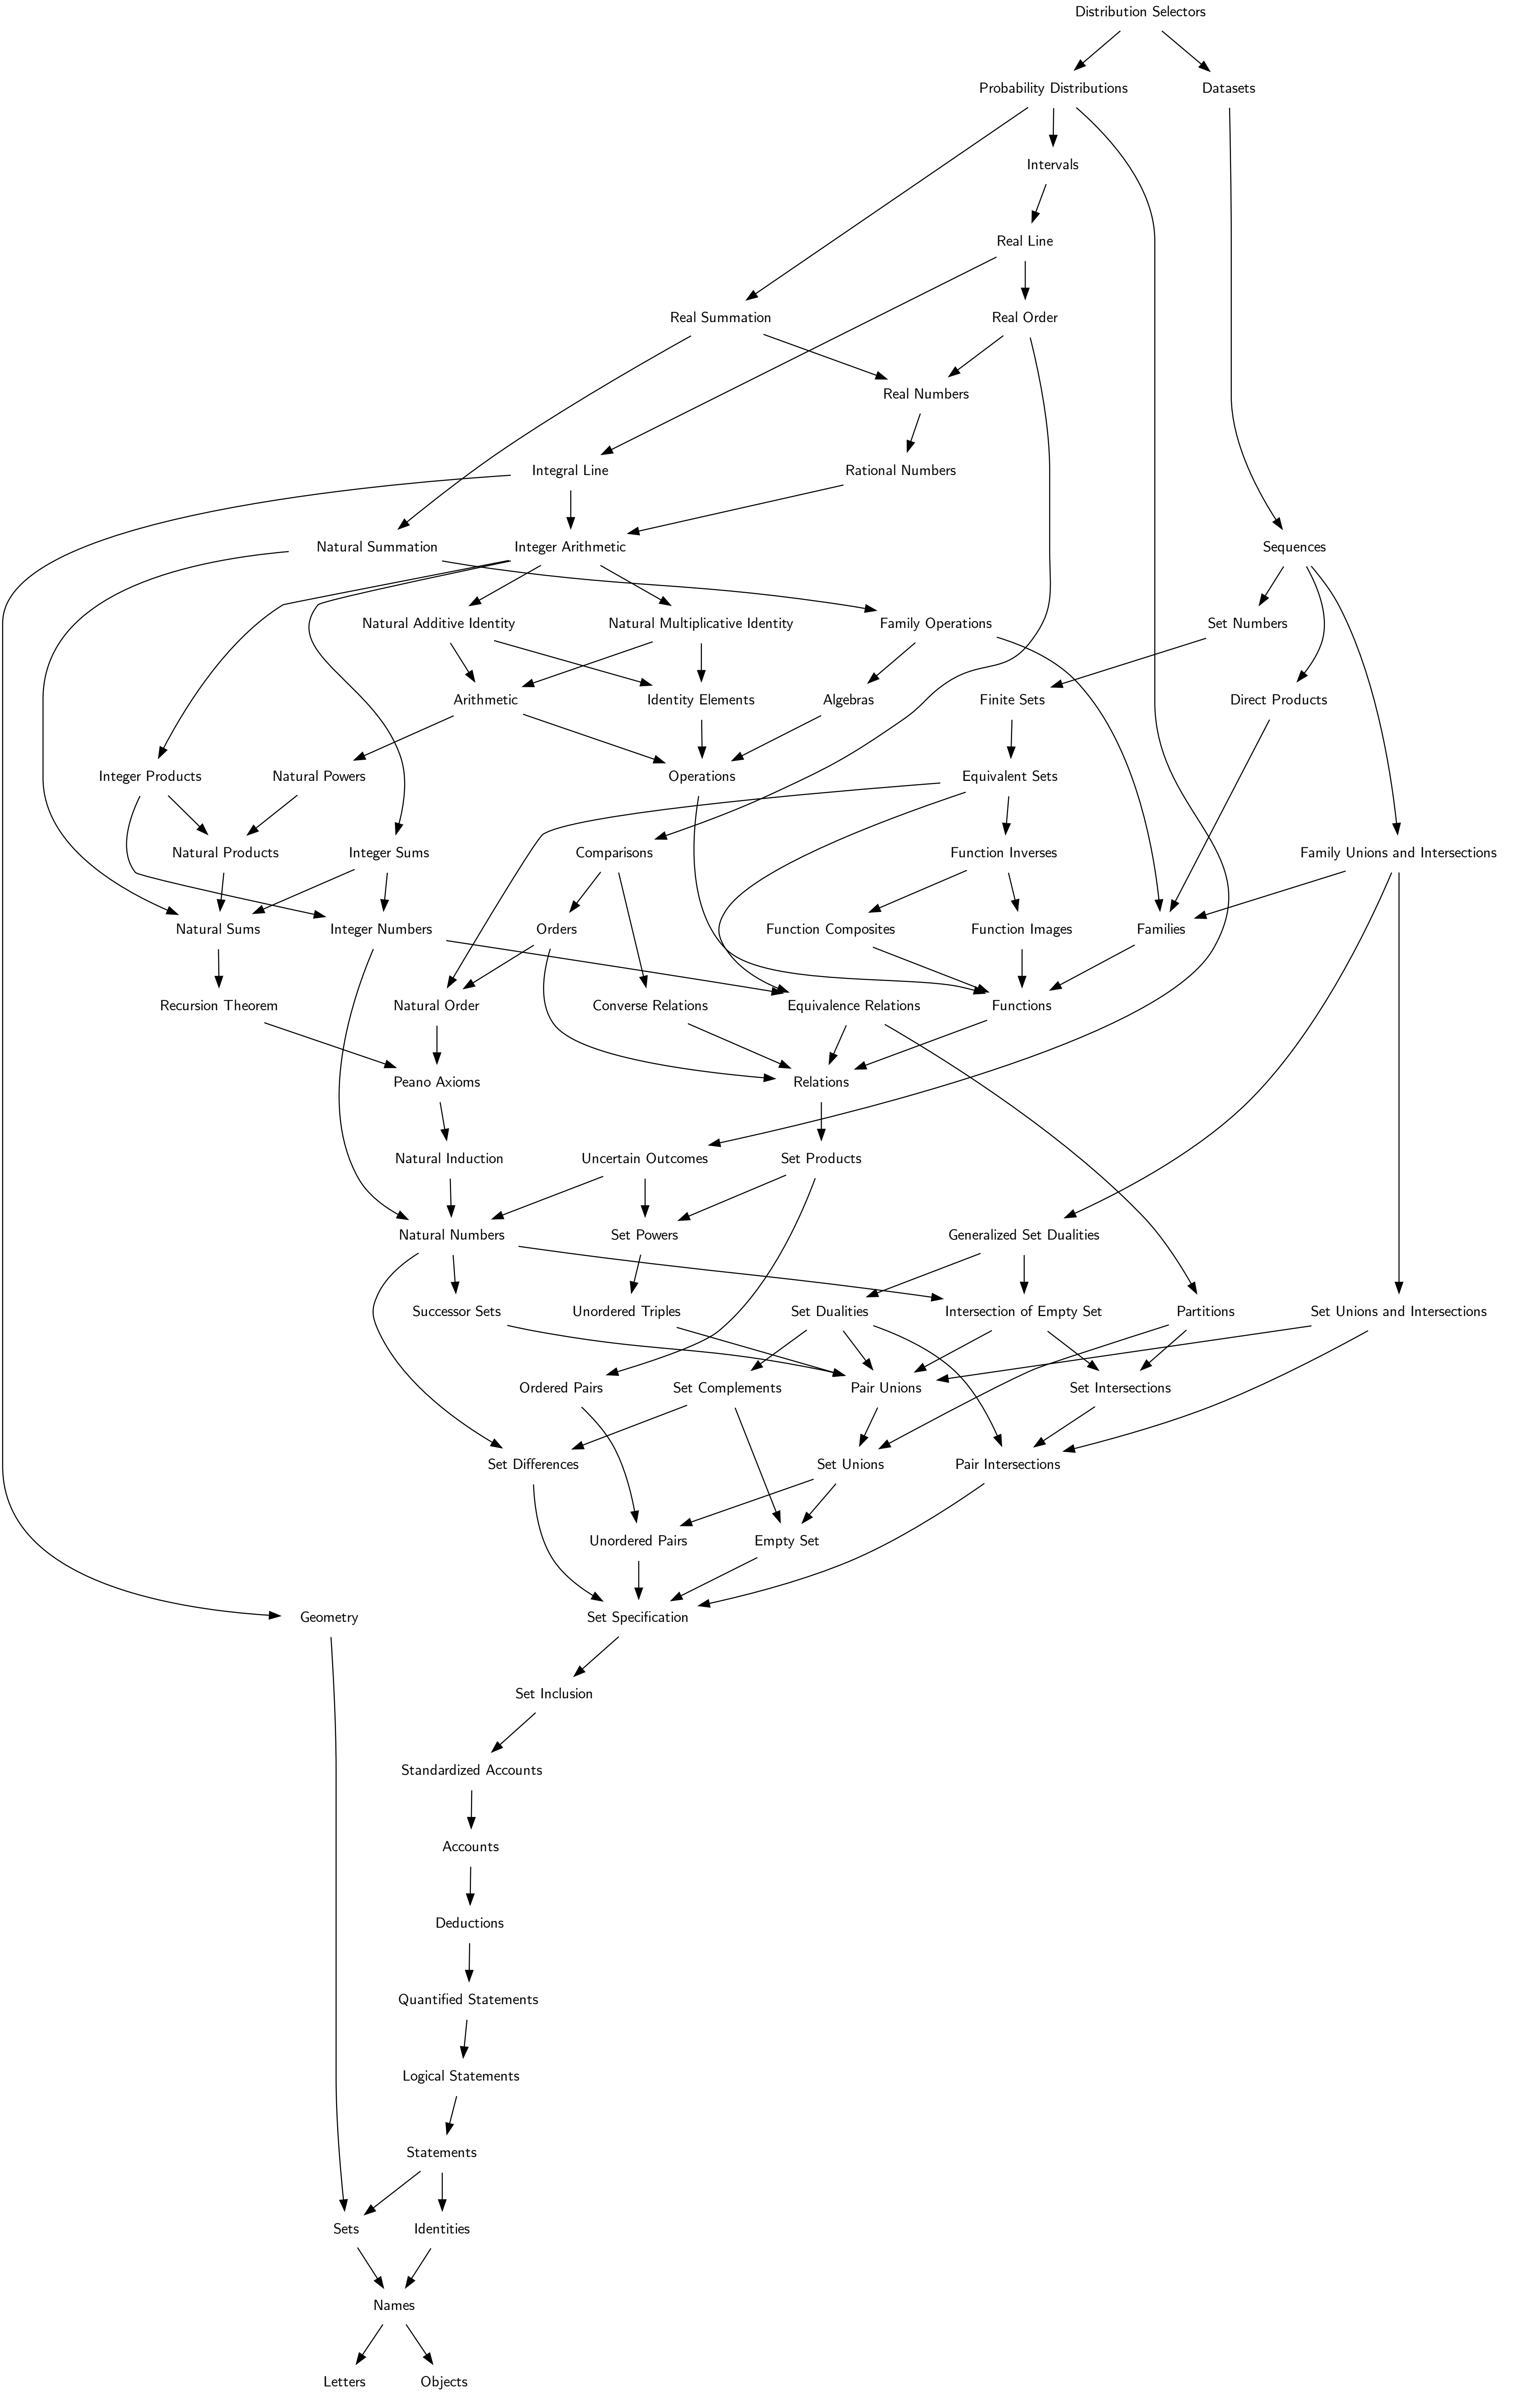 Distribution Selectors
Probability Distributions
Datasets
Intervals
Real Line
Real Summation
Real Order
Real Numbers
Integral Line
Rational Numbers
Natural Summation
Integer Arithmetic
Sequences
Natural Additive Identity
Natural Multiplicative Identity
Family Operations
Set Numbers
Arithmetic
Identity Elements
Algebras
Finite Sets
Direct Products
Integer Products
Natural Powers
Operations
Equivalent Sets
Natural Products
Integer Sums
Comparisons
Function Inverses
Family Unions and Intersections
Natural Sums
Integer Numbers
Orders
Function Composites
Function Images
Families
Recursion Theorem
Natural Order
Converse Relations
Equivalence Relations
Functions
Peano Axioms
Relations
Natural Induction
Uncertain Outcomes
Set Products
Natural Numbers
Set Powers
Generalized Set Dualities
Successor Sets
Unordered Triples
Set Dualities
Intersection of Empty Set
Partitions
Set Unions and Intersections
Ordered Pairs
Set Complements
Pair Unions
Set Intersections
Set Differences
Set Unions
Pair Intersections
Unordered Pairs
Empty Set
Geometry
Set Specification
Set Inclusion
Standardized Accounts
Accounts
Deductions
Quantified Statements
Logical Statements
Statements
Sets
Identities
Names
Letters
Objects